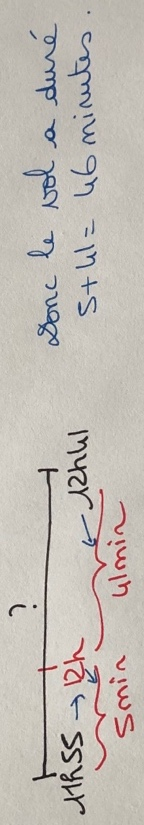 ?
11h55 → 12h ← 12h41
5min 41min
Donc le vol a duré
5+41= 46 minutes.